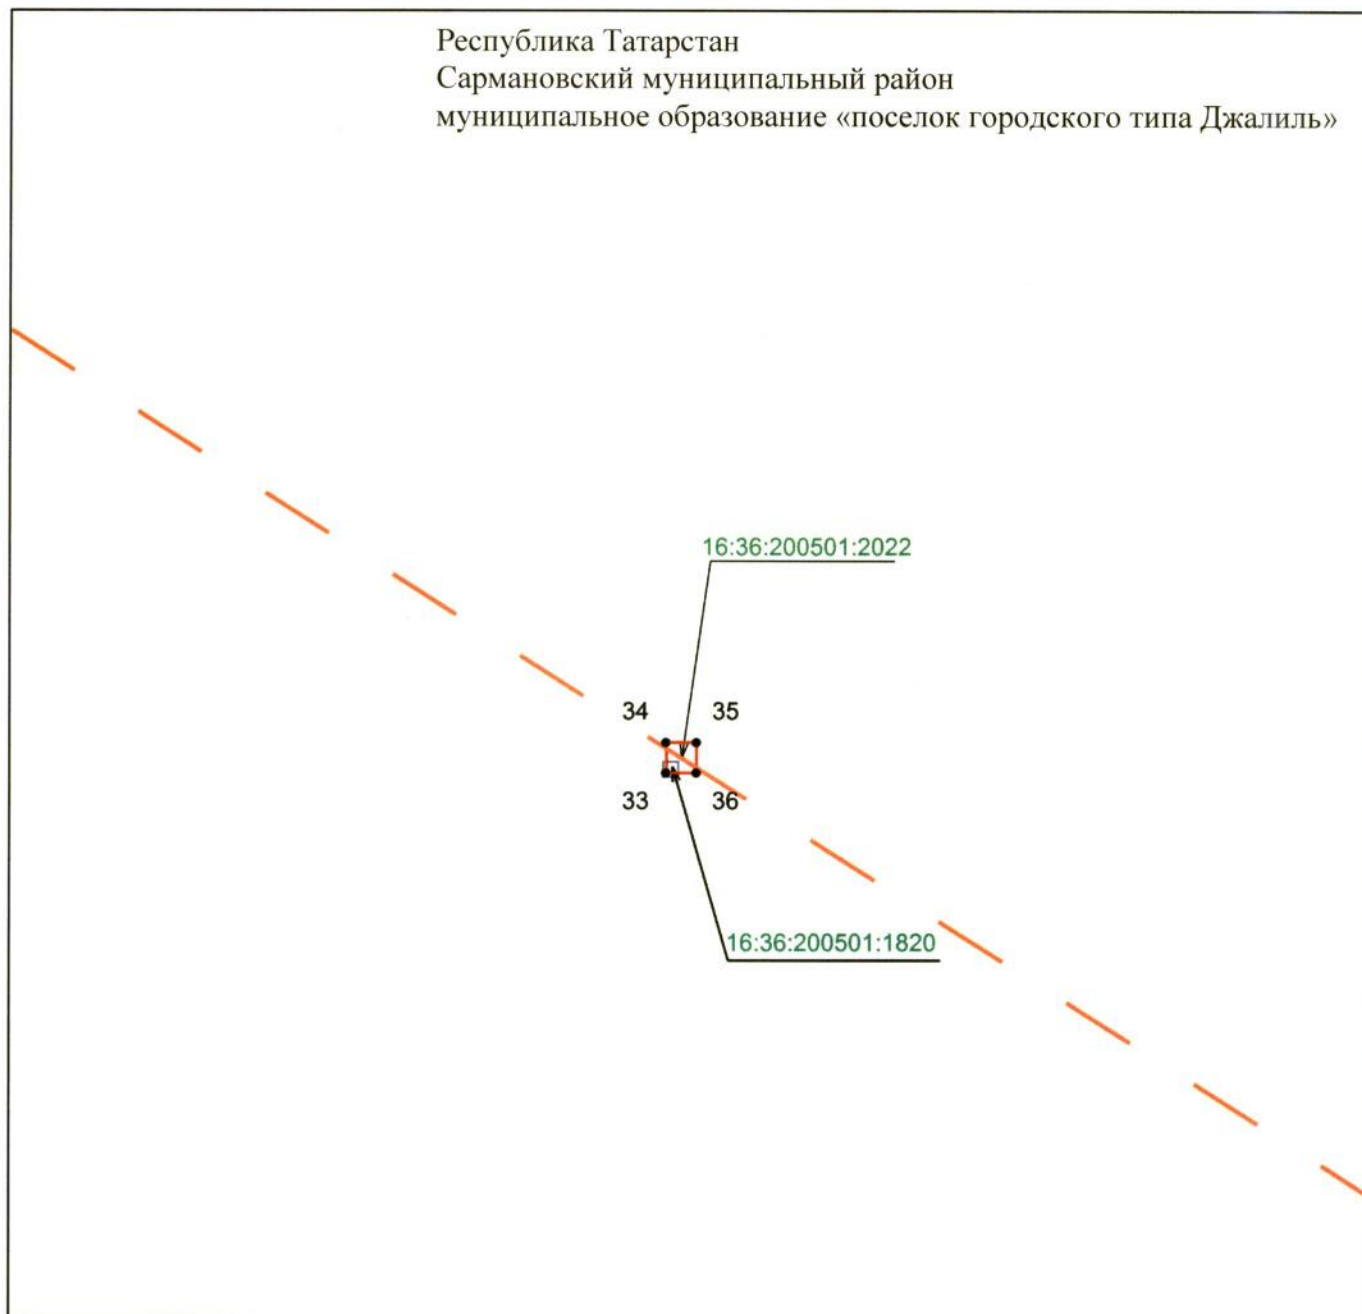 Республика Татарстан
Сармановский муниципальный район
муниципальное образование «поселок городского типа Джалиль»
16:36:200501:2022
34 35
33 36
16:36:200501:1820